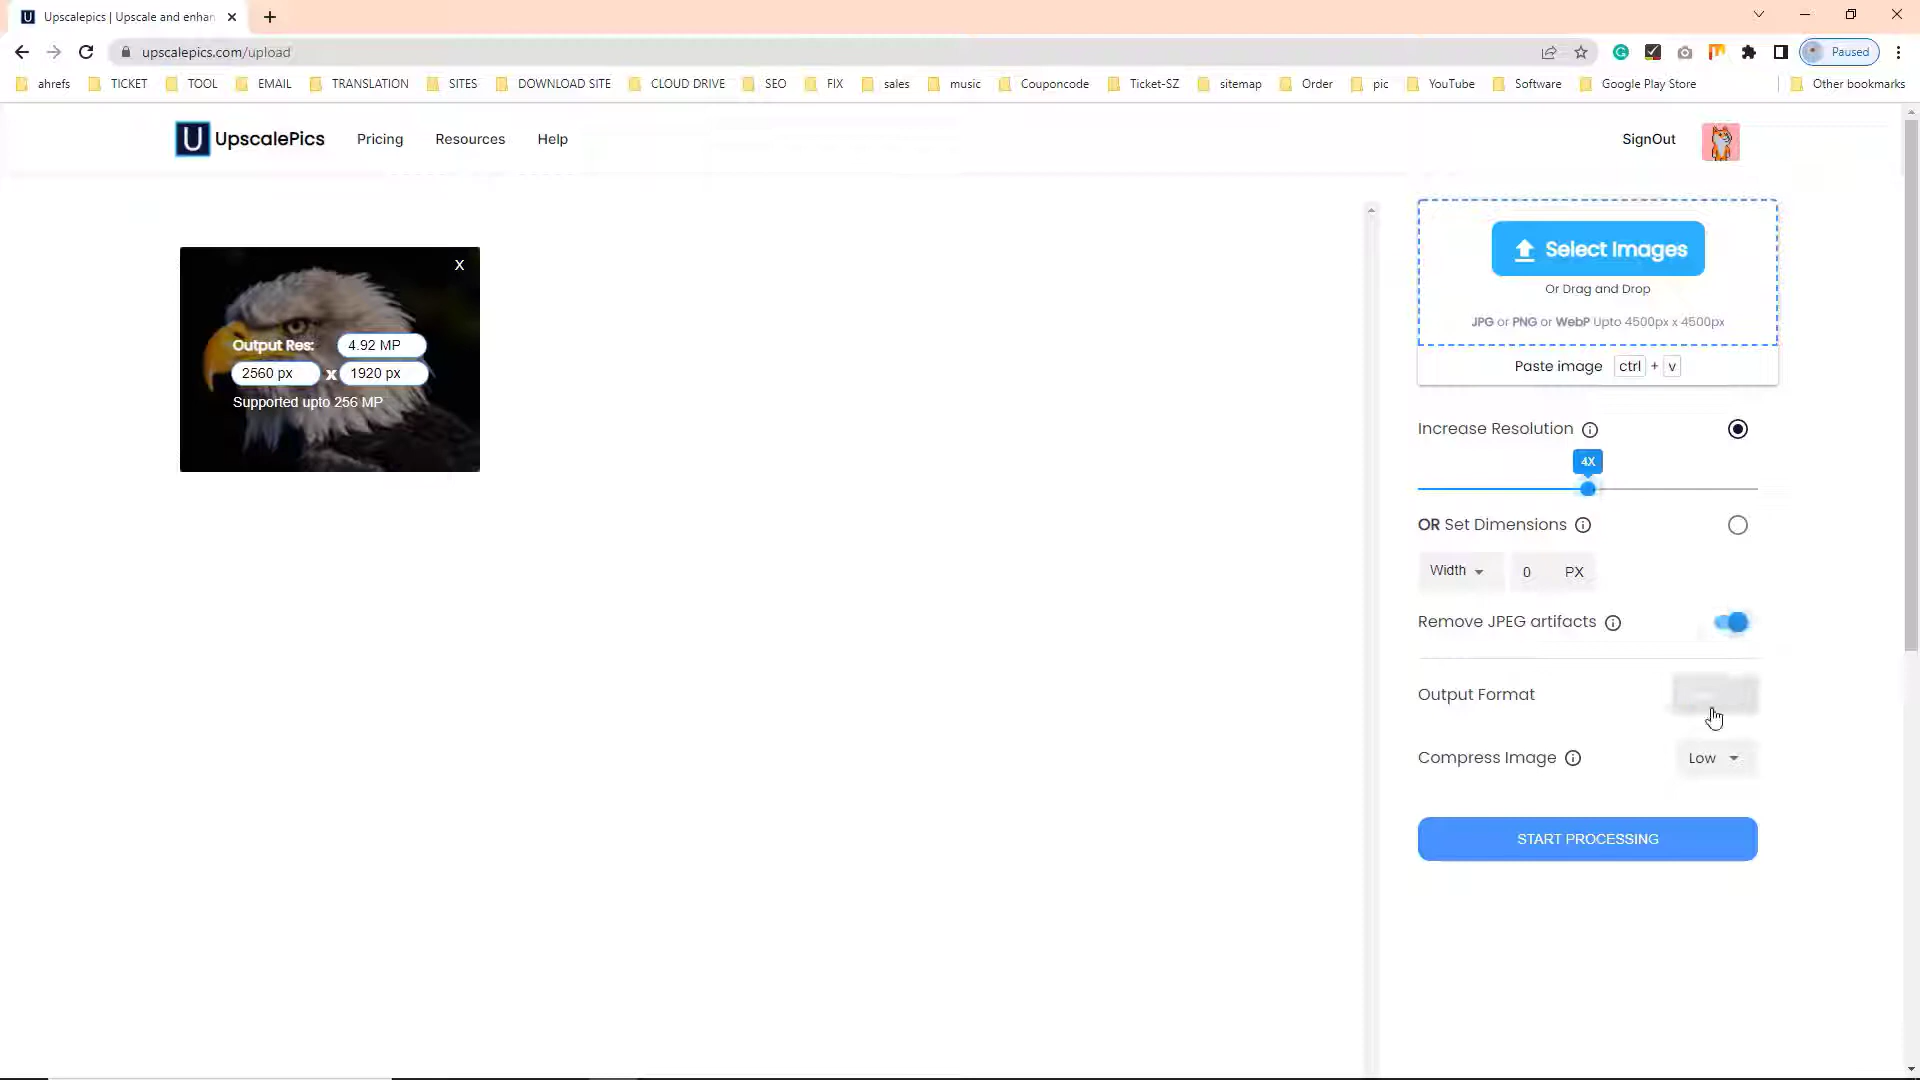 Upscalepics | Upscale and enhan
upscalepics.com/upload
Paused
ahrefs TICKET TOOL EMAIL TRANSLATION SITES DOWNLOAD SITE CLOUD DRIVE SEO FIX sales music Couponcode Ticket-SZ sitemap Order pic YouTube Software Google Play Store Other bookmarks
U UpscalePics Pricing Resources Help SignOut
Select Images
Or Drag and Drop
JPG or PNG or WebP Upto 4500px x 4500px
Paste image ctrl + v
X
Output Res: 4.92 MP
2560 px x 1920 px
Supported upto 256 MP
Increase Resolution
4X
OR Set Dimensions
Width 0 PX
Remove JPEG artifacts
Output Format
Compress Image Low
START PROCESSING